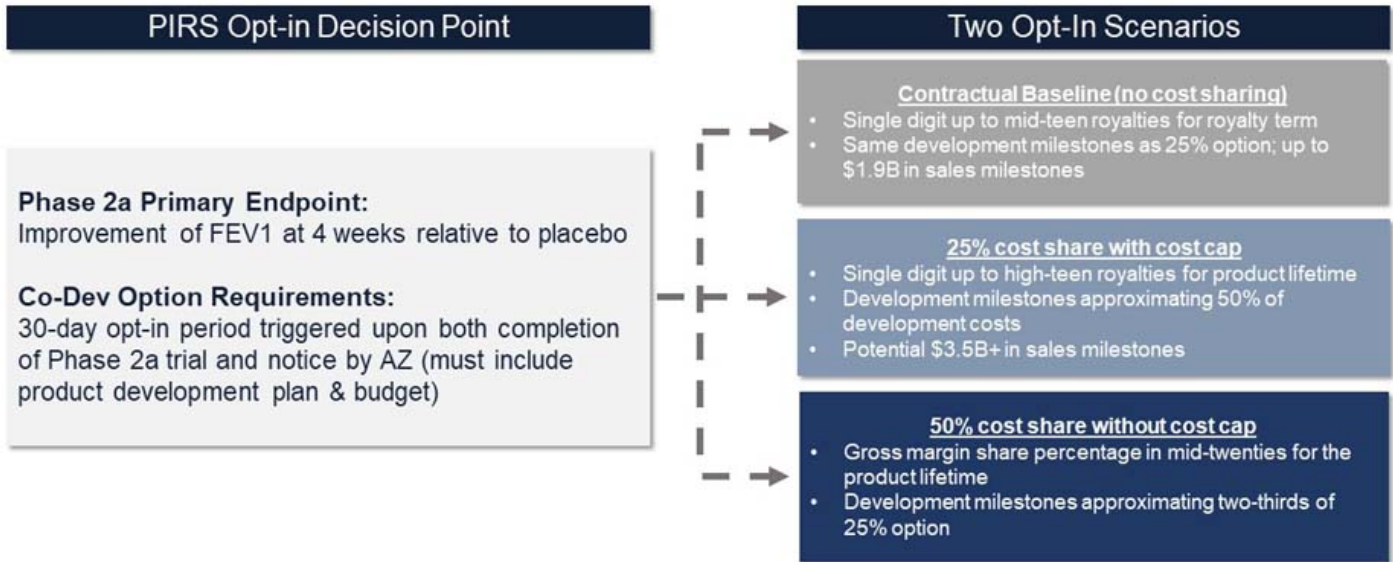 PIRS Opt-in Decision Point
Phase 2a Primary Endpoint:
Improvement of FEV1 at 4 weeks relative to placebo
Co-Dev Option Requirements:
30-day opt-in period triggered upon both completion
of Phase 2a trial and notice by AZ (must include
product development plan & budget)
Two Opt-In Scenarios
Contractual Baseline (no cost sharing)
• Single digit up to mid-teen royalties for royalty term
• Same development milestones as 25% option; up to
$1.9B in sales milestones
25% cost share with cost cap
• Single digit up to high-teen royalties for product lifetime
• Development milestones approximating 50% of
development costs
• Potential $3.5B+ in sales milestones
50% cost share without cost cap
• Gross margin share percentage in mid-twenties for the
product lifetime
• Development milestones approximating two-thirds of
25% option